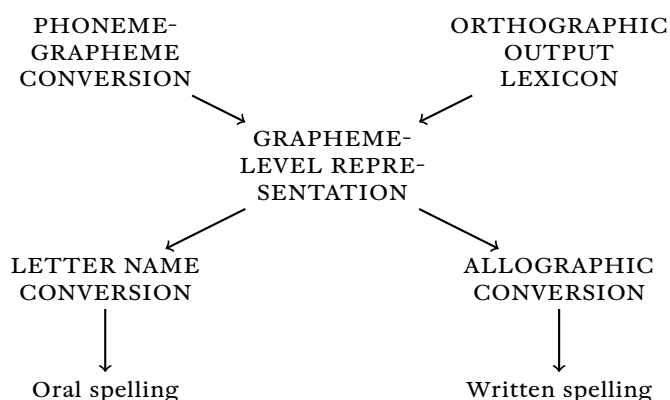 PHONEME-
GRAPHEME
CONVERSION
ORTHOGRAPHIC
OUTPUT
LEXICON
GRAPHEME-
LEVEL REPRE-
SENTATION
LETTER NAME
CONVERSION
ALLOGRAPHIC
CONVERSION
Oral spelling
Written spelling